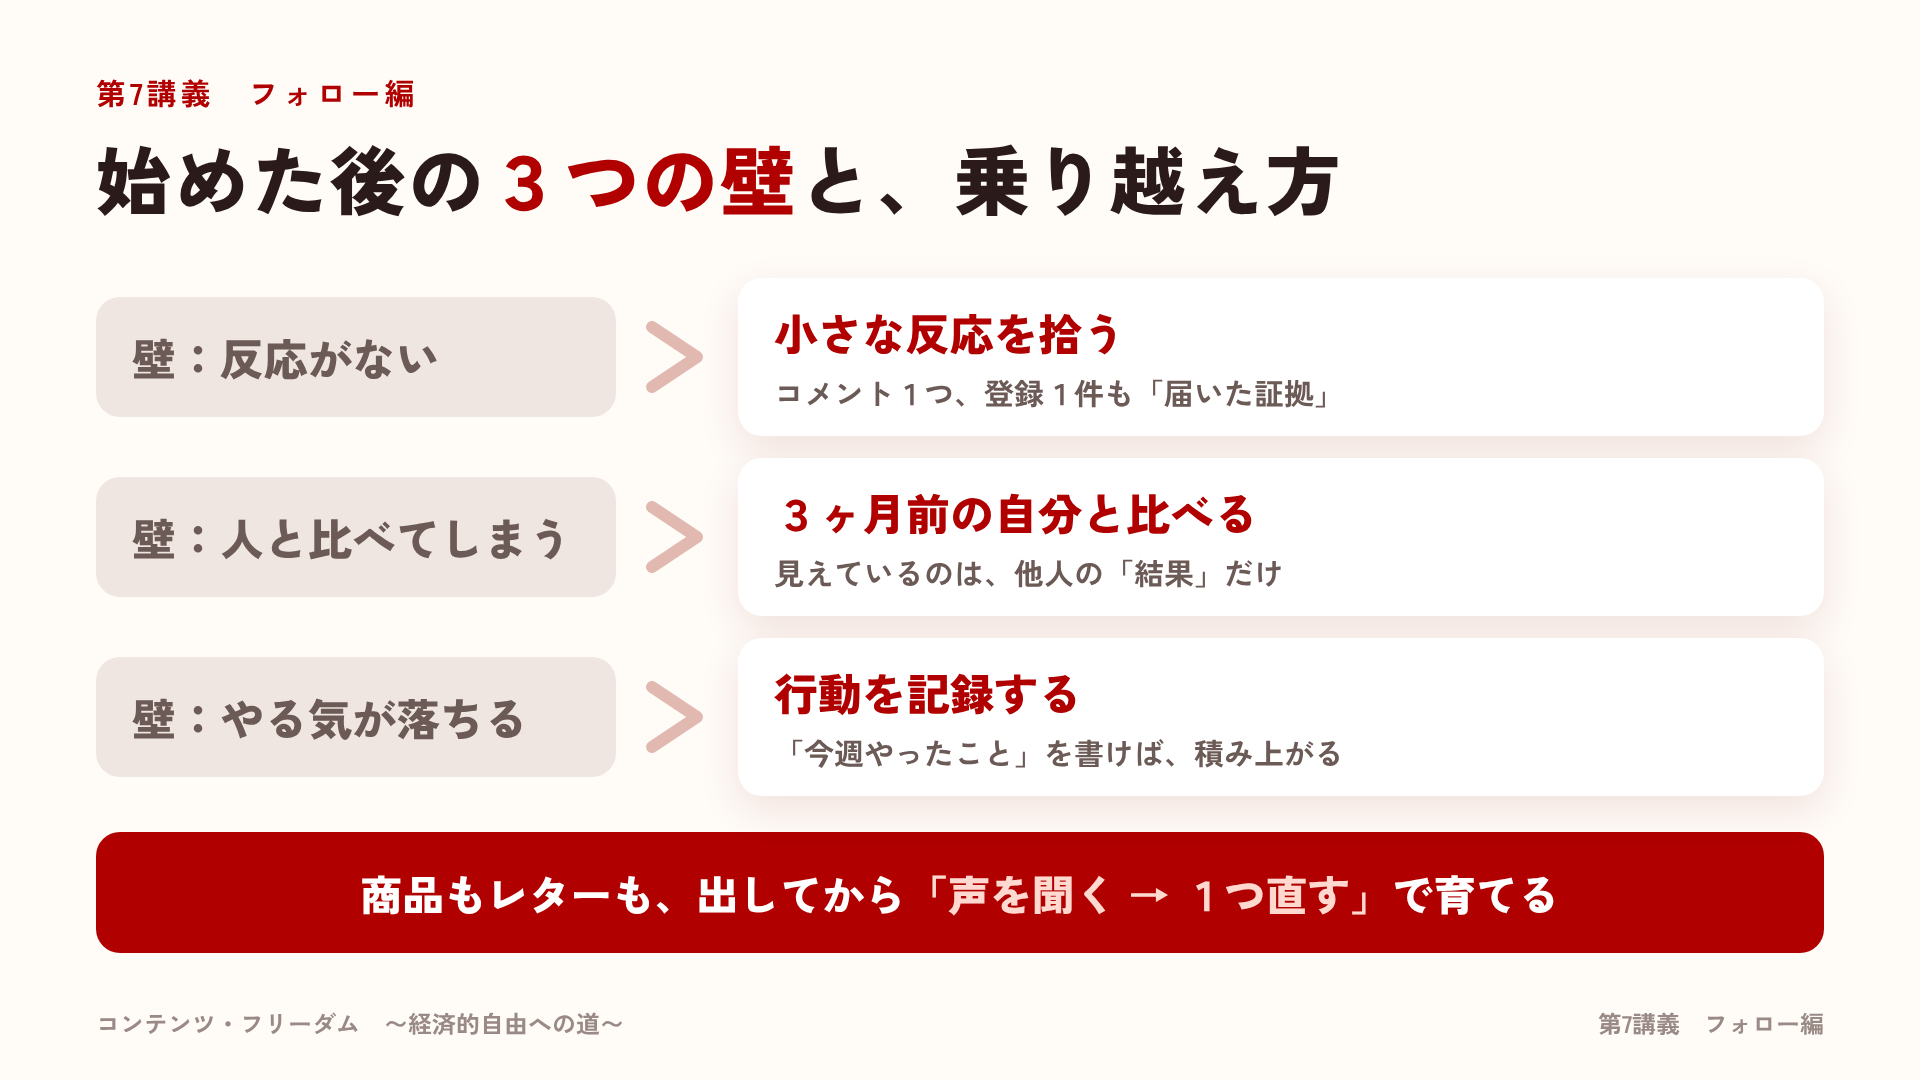 第7講義　フォロー編
始めた後の３つの壁と、乗り越え方
壁：反応がない
小さな反応を拾う
コメント１つ、登録１件も「届いた証拠」
壁：人と比べてしまう
３ヶ月前の自分と比べる
見えているのは、他人の「結果」だけ
壁：やる気が落ちる
行動を記録する
「今週やったこと」を書けば、積み上がる
商品もレターも、出してから「声を聞く → １つ直す」で育てる
コンテンツ・フリーダム　〜経済的自由への道〜
第7講義　フォロー編